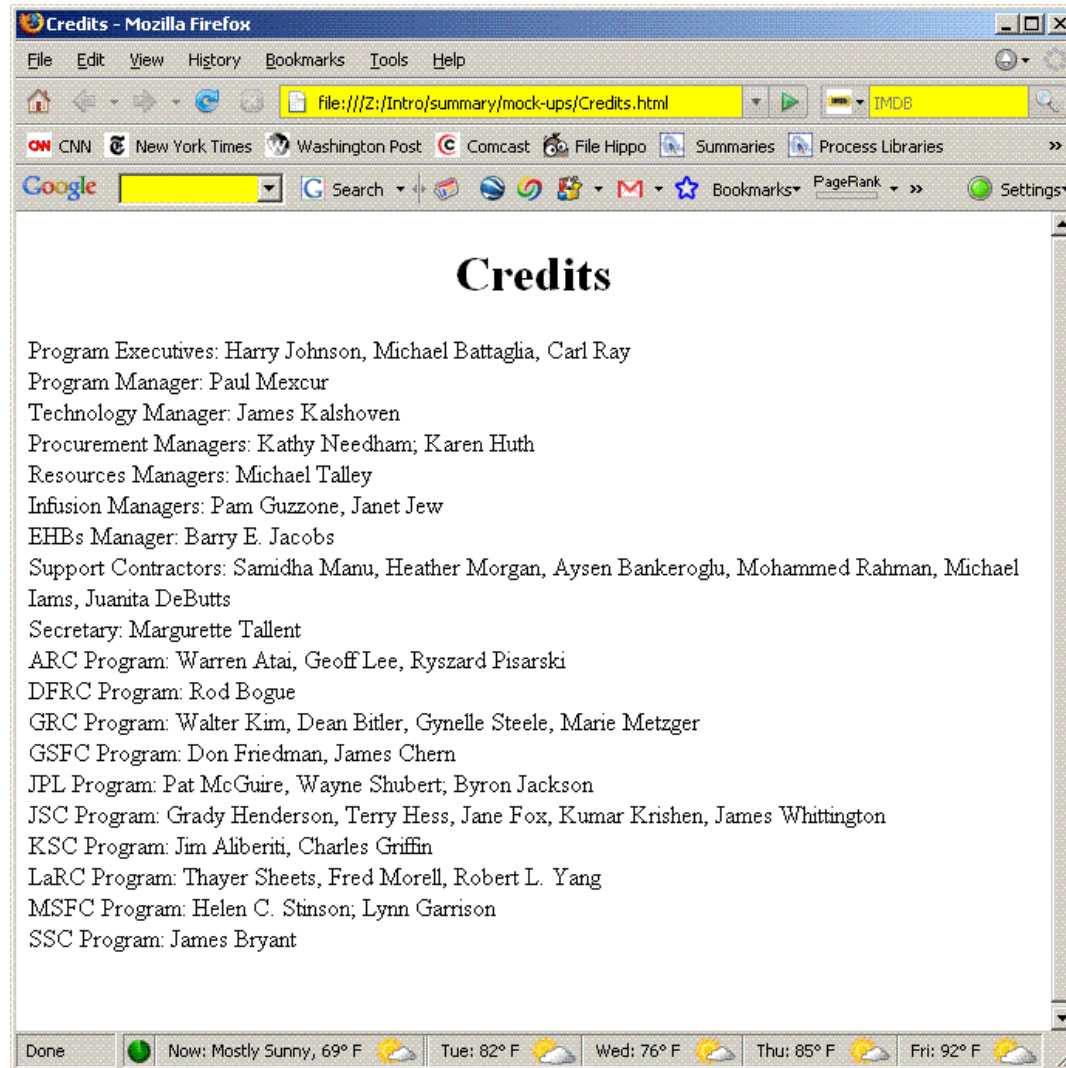 Credits - Mozilla Firefox
File Edit View History Bookmarks Tools Help
file:///Z:/Intro/summary/mock-ups/Credits.html IMDB
CNN CNN New York Times Washington Post C Comcast File Hippo Summaries Process Libraries »
Google G Search Bookmarks PageRank » Settings
Credits
Program Executives: Harry Johnson, Michael Battaglia, Carl Ray
Program Manager: Paul Mexcur
Technology Manager: James Kalshoven
Procurement Managers: Kathy Needham; Karen Huth
Resources Managers: Michael Talley
Infusion Managers: Pam Guzzone, Janet Jew
EHBs Manager: Barry E. Jacobs
Support Contractors: Samidha Manu, Heather Morgan, Aysen Bankeroglu, Mohammed Rahman, Michael
Iams, Juanita DeButts
Secretary: Margurette Tallent
ARC Program: Warren Atai, Geoff Lee, Ryszard Pisarski
DFRC Program: Rod Bogue
GRC Program: Walter Kim, Dean Bitler, Gynelle Steele, Marie Metzger
GSFC Program: Don Friedman, James Chern
JPL Program: Pat McGuire, Wayne Shubert; Byron Jackson
JSC Program: Grady Henderson, Terry Hess, Jane Fox, Kumar Krishen, James Whittington
KSC Program: Jim Aliberiti, Charles Griffin
LaRC Program: Thayer Sheets, Fred Morell, Robert L. Yang
MSFC Program: Helen C. Stinson; Lynn Garrison
SSC Program: James Bryant
Done Now: Mostly Sunny, 69° F Tue: 82° F Wed: 76° F Thu: 85° F Fri: 92° F